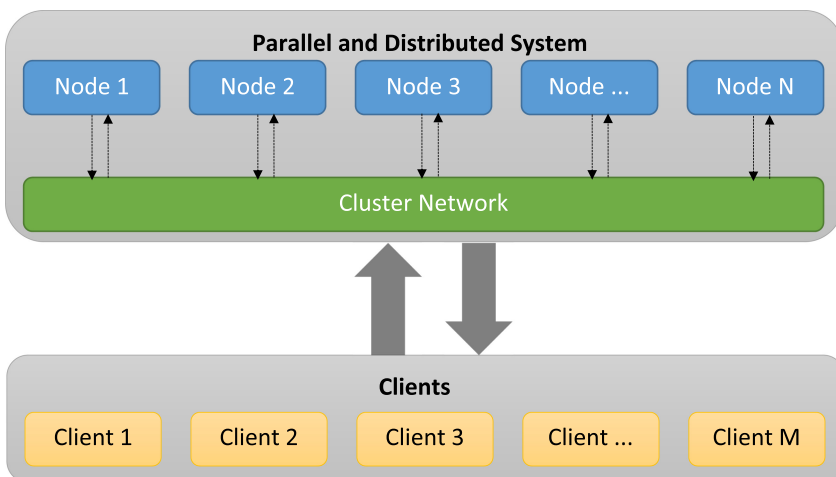 Parallel and Distributed System
Node 1
Node 2
Node 3
Node ...
Node N
Cluster Network
Clients
Client 1
Client 2
Client 3
Client ...
Client M